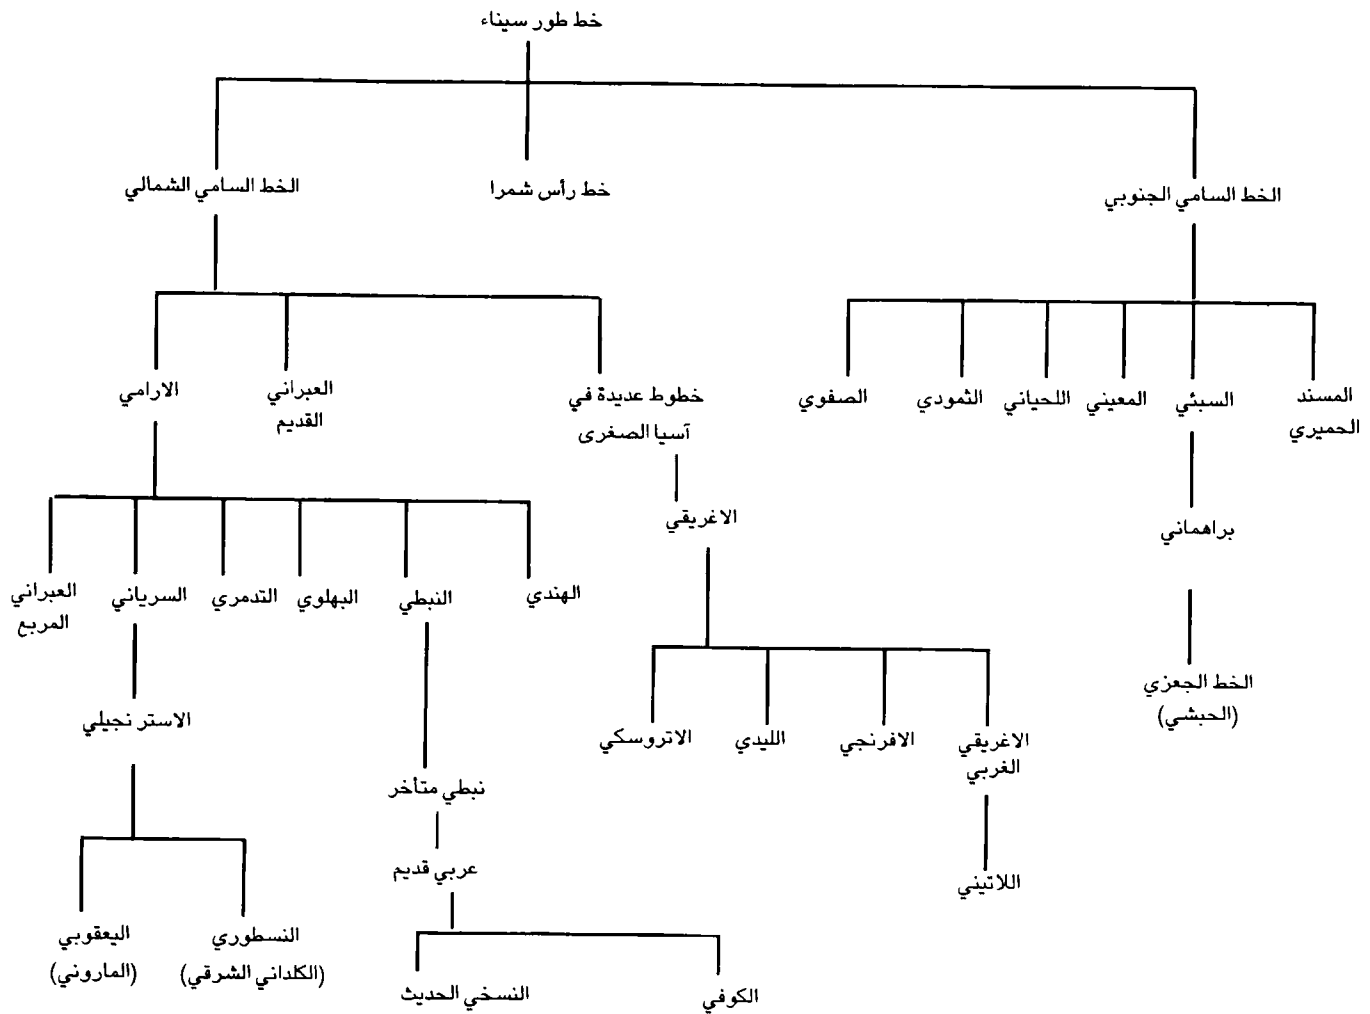 خط طور سيناء
الخط السامي الجنوبي
خط رأس شمرا
الخط السامي الشمالي
المسند
الحميري
السبئي
المعيني
اللحياني
الثمودي
الصفوي
خطوط عديدة في
آسيا الصغرى
العبراني
القديم
الارامي
براهماني
الاغريقي
الهندي
النبطي
البهلوي
التدمري
السرياني
العبراني
المربع
الخط الجعزي
(الحبشي)
الاغريقي
الغربي
الافرنجي
الليدي
الاتروسكي
الاستر نجيلي
نبطي متأخر
عربي قديم
اللاتيني
النسطوري
(الكلداني الشرقي)
اليعقوبي
(الماروني)
الكوفي
النسخي الحديث